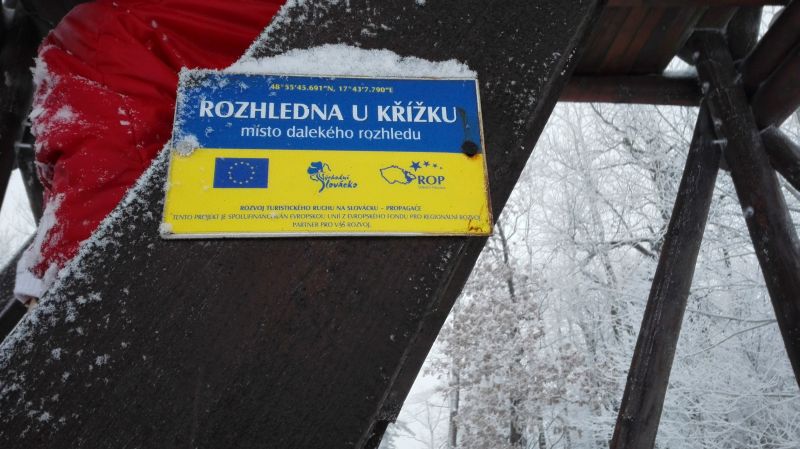 48°55'45.691"N, 17°43'7.790"E
ROZHLEDNA U KŘÍŽKU
místo dalekého rozhledu
Východní
Slovácko
ROP
ROZVOJ TURISTICKÉHO RUCHU NA SLOVÁCKU – PROPAGACE
TENTO PROJEKT JE SPOLUFINANCOVÁN EVROPSKOU UNIÍ Z EVROPSKÉHO FONDU PRO REGIONÁLNÍ ROZVOJ
PARTNER PRO VÁŠ ROZVOJ.